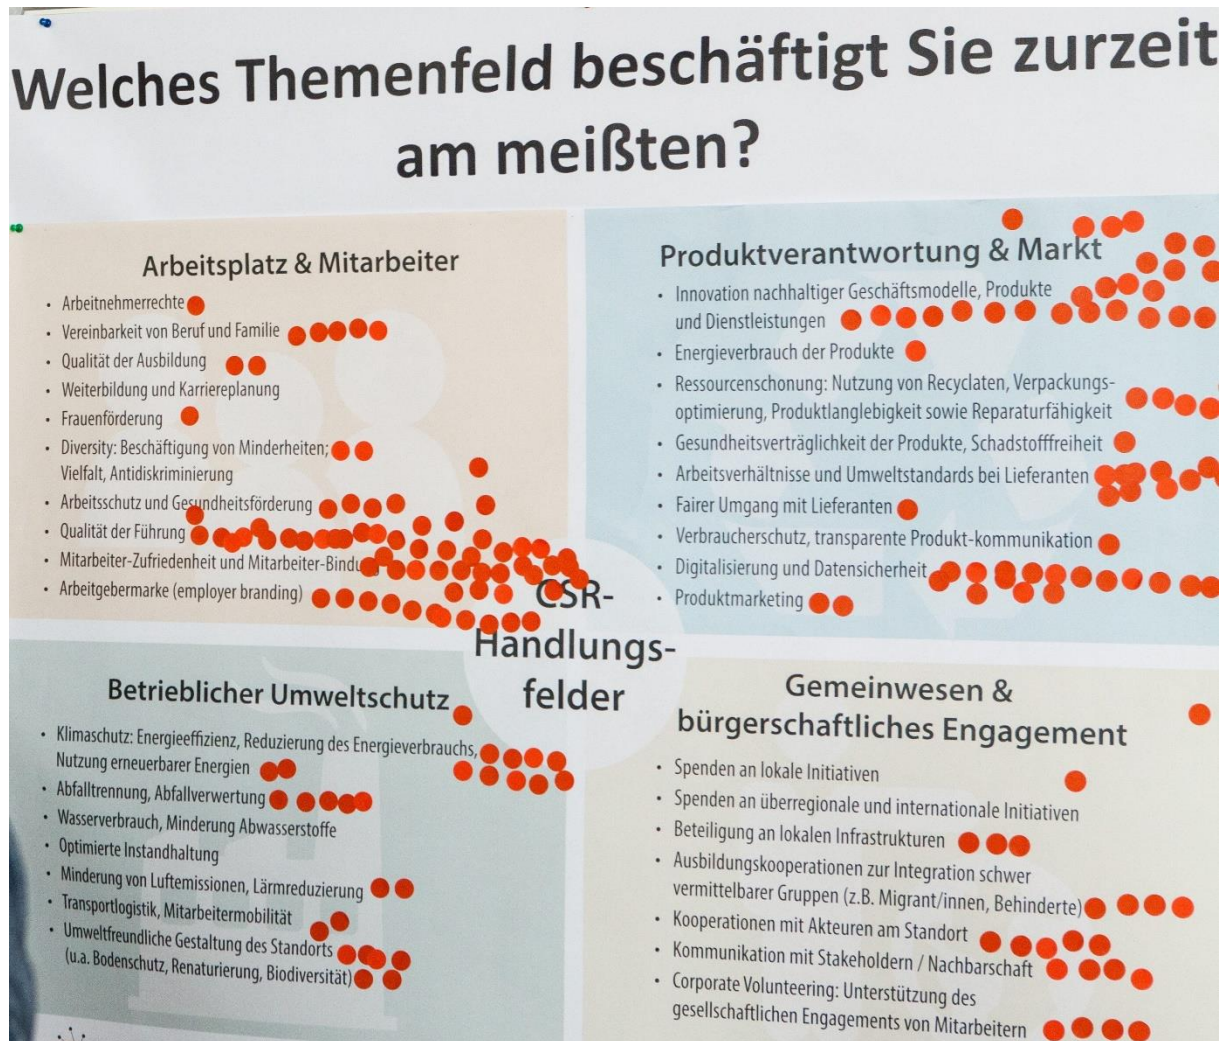 Welches Themenfeld beschäftigt Sie zurzeit
am meißten?
Arbeitsplatz & Mitarbeiter
• Arbeitnehmerrechte
• Vereinbarkeit von Beruf und Familie
• Qualität der Ausbildung
• Weiterbildung und Karriereplanung
• Frauenförderung
• Diversity: Beschäftigung von Minderheiten;
Vielfalt, Antidiskriminierung
• Arbeitsschutz und Gesundheitsförderung
• Qualität der Führung
• Mitarbeiter-Zufriedenheit und Mitarbeiter-Bindu
• Arbeitgebermarke (employer branding)
Produktverantwortung & Markt
• Innovation nachhaltiger Geschäftsmodelle, Produkte
und Dienstleistungen
• Energieverbrauch der Produkte
• Ressourcenschonung: Nutzung von Recyclaten, Verpackungs-
optimierung, Produktlanglebigkeit sowie Reparaturfähigkeit
• Gesundheitsverträglichkeit der Produkte, Schadstofffreiheit
• Arbeitsverhältnisse und Umweltstandards bei Lieferanten
• Fairer Umgang mit Lieferanten
• Verbraucherschutz, transparente Produkt-kommunikation
• Digitalisierung und Datensicherheit
• Produktmarketing
CSR-
Handlungs-
felder
Betrieblicher Umweltschutz
• Klimaschutz: Energieeffizienz, Reduzierung des Energieverbrauchs,
Nutzung erneuerbarer Energien
• Abfalltrennung, Abfallverwertung
• Wasserverbrauch, Minderung Abwasserstoffe
• Optimierte Instandhaltung
• Minderung von Luftemissionen, Lärmreduzierung
• Transportlogistik, Mitarbeitermobilität
• Umweltfreundliche Gestaltung des Standorts
(u.a. Bodenschutz, Renaturierung, Biodiversität)
Gemeinwesen &
bürgerschaftliches Engagement
• Spenden an lokale Initiativen
• Spenden an überregionale und internationale Initiativen
• Beteiligung an lokalen Infrastrukturen
• Ausbildungskooperationen zur Integration schwer
vermittelbarer Gruppen (z.B. Migrant/innen, Behinderte)
• Kooperationen mit Akteuren am Standort
• Kommunikation mit Stakeholdern / Nachbarschaft
• Corporate Volunteering: Unterstützung des
gesellschaftlichen Engagements von Mitarbeitern